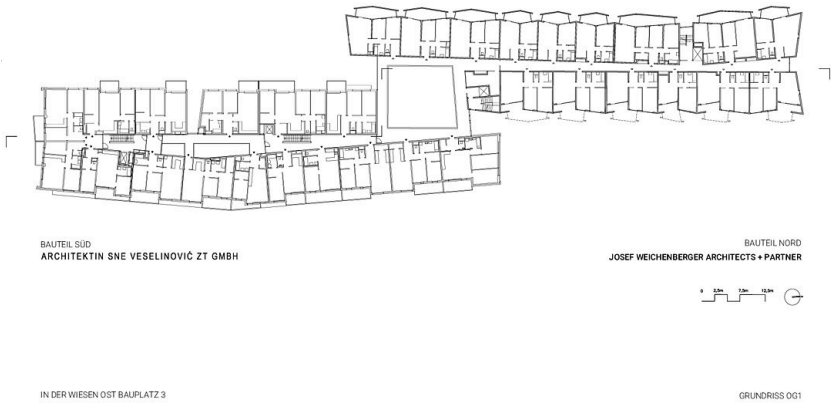 BAUTEIL SÜD
ARCHITEKTIN SNE VESELINOVIĆ ZT GMBH
BAUTEIL NORD
JOSEF WEICHENBERGER ARCHITECTS + PARTNER
0 2,5m 7,5m 12,5m
IN DER WIESEN OST BAUPLATZ 3
GRUNDRISS OG1